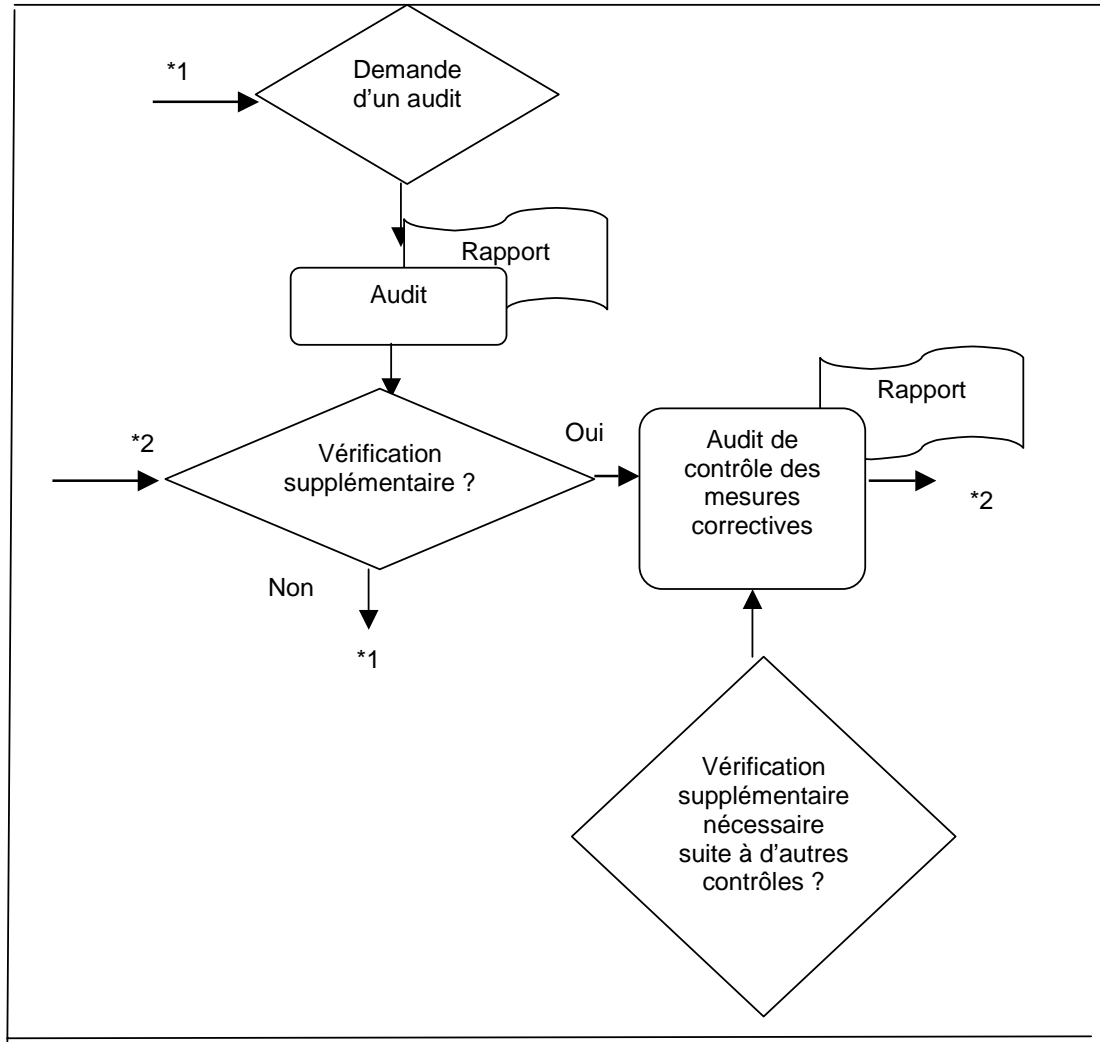 *1
Demande
d'un audit
Rapport
Audit
Rapport
*2
Vérification
supplémentaire ?
Oui
Audit de
contrôle des
mesures
correctives
*2
Non
*1
Vérification
supplémentaire
nécessaire
suite à d'autres
contrôles ?